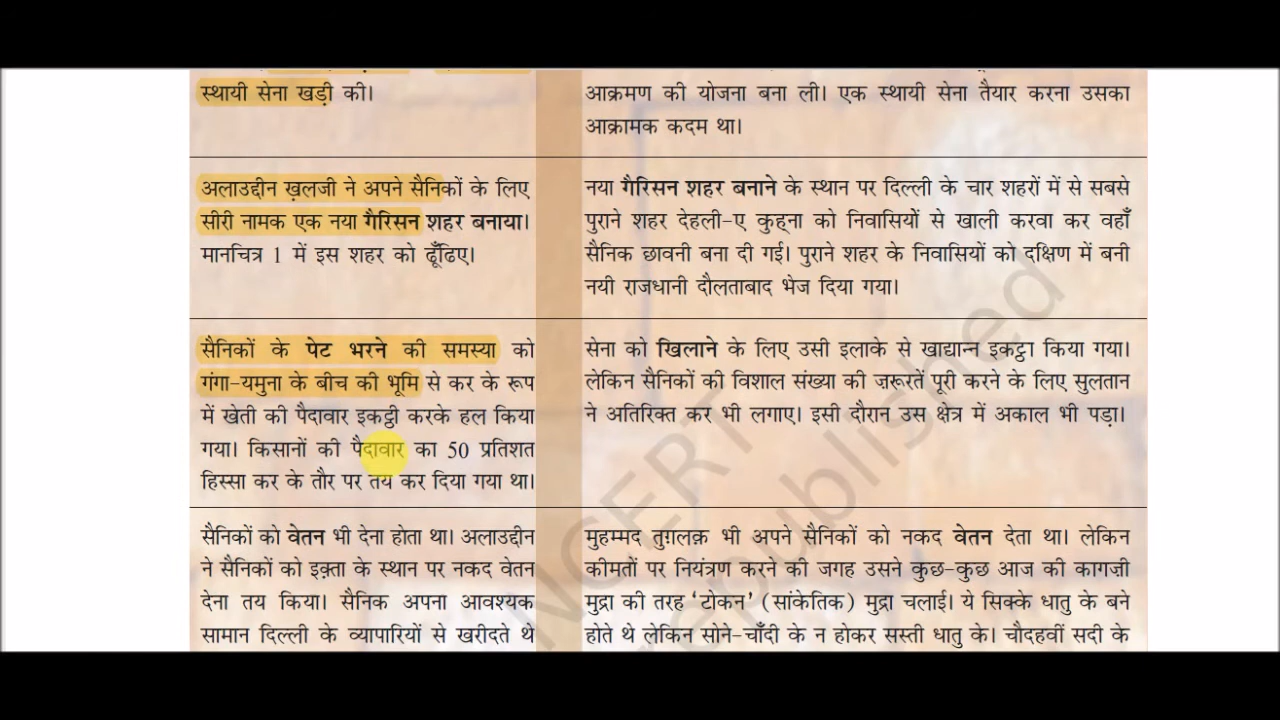 स्थायी सेना खड़ी की।
आक्रमण की योजना बना ली। एक स्थायी सेना तैयार करना उसका
आक्रामक कदम था।
अलाउद्दीन ख़लजी ने अपने सैनिकों के लिए
सीरी नामक एक नया गैरिसन शहर बनाया।
मानचित्र 1 में इस शहर को ढूँढिए।
नया गैरिसन शहर बनाने के स्थान पर दिल्ली के चार शहरों में से सबसे
पुराने शहर देहली-ए कुहना को निवासियों से खाली करवा कर वहाँ
सैनिक छावनी बना दी गई। पुराने शहर के निवासियों को दक्षिण में बनी
नयी राजधानी दौलताबाद भेज दिया गया।
सैनिकों के पेट भरने की समस्या को
गंगा-यमुना के बीच की भूमि से कर के रूप
में खेती की पैदावार इकट्ठी करके हल किया
गया। किसानों की पैदावार का 50 प्रतिशत
हिस्सा कर के तौर पर तय कर दिया गया था।
सेना को खिलाने के लिए उसी इलाके से खाद्यान्न इकट्ठा किया गया।
लेकिन सैनिकों की विशाल संख्या की जरूरतें पूरी करने के लिए सुलतान
ने अतिरिक्त कर भी लगाए। इसी दौरान उस क्षेत्र में अकाल भी पड़ा।
सैनिकों को वेतन भी देना होता था। अलाउद्दीन
ने सैनिकों को इक़्ता के स्थान पर नकद वेतन
देना तय किया। सैनिक अपना आवश्यक
सामान दिल्ली के व्यापारियों से खरीदते थे
मुहम्मद तुग़लक़ भी अपने सैनिकों को नकद वेतन देता था। लेकिन
कीमतों पर नियंत्रण करने की जगह उसने कुछ-कुछ आज की कागज़ी
मुद्रा की तरह 'टोकन' (सांकेतिक) मुद्रा चलाई। ये सिक्के धातु के बने
होते थे लेकिन सोने-चाँदी के न होकर सस्ती धातु के। चौदहवीं सदी के
NCERT
republished